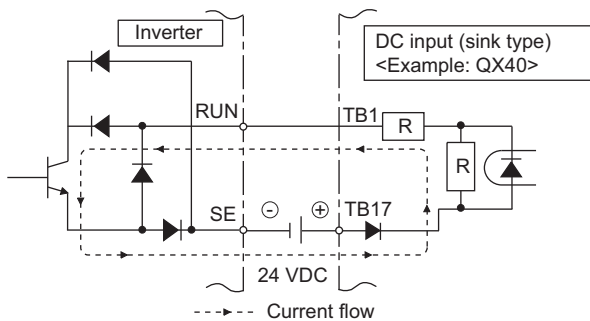 Inverter
DC input (sink type)
<Example: QX40>
RUN
TB1
R
R
SE
- +
TB17
24 VDC
Current flow